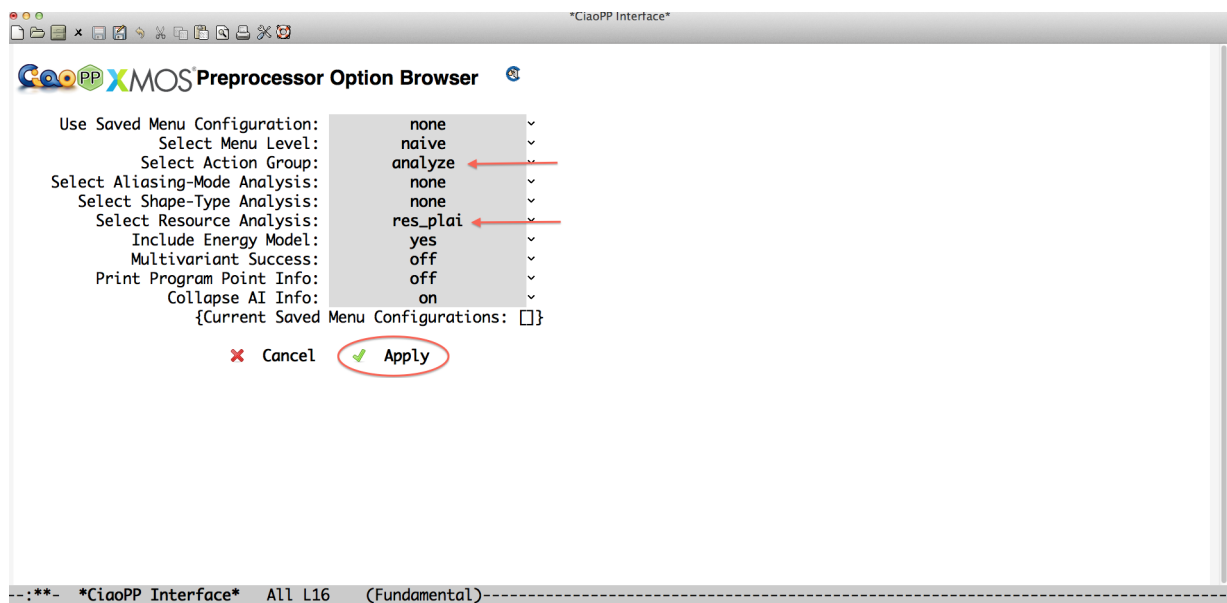 *CiaoPP Interface*
Ciao PP XMOS® Preprocessor Option Browser
Use Saved Menu Configuration: none
Select Menu Level: naive
Select Action Group: analyze
Select Aliasing-Mode Analysis: none
Select Shape-Type Analysis: none
Select Resource Analysis: res_plai
Include Energy Model: yes
Multivariant Success: off
Print Program Point Info: off
Collapse AI Info: on
{Current Saved Menu Configurations: []}
Cancel Apply
--:**- *CiaoPP Interface* All L16 (Fundamental)----------------------------------------------------------------------------------------